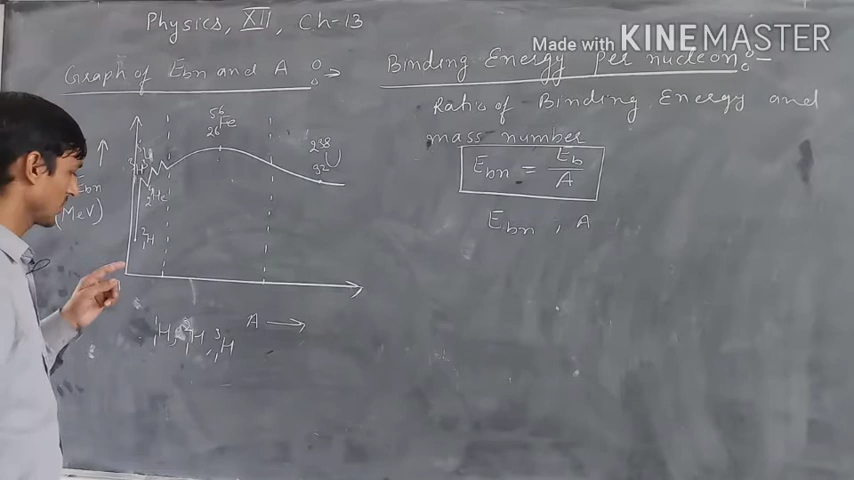 Physics, XII, Ch-13
Made with KINEMASTER
Graph of Ebn and A :→
Binding Energy Per nucleon:-
Ratio of Binding Energy and
mass number
Ebn = Eb/A
Ebn , A
56 26 Fe
238 92 U
Ebn
(MeV)
2 He
2 1 H
A →
1 1 H, 2 1 H, 3 1 H